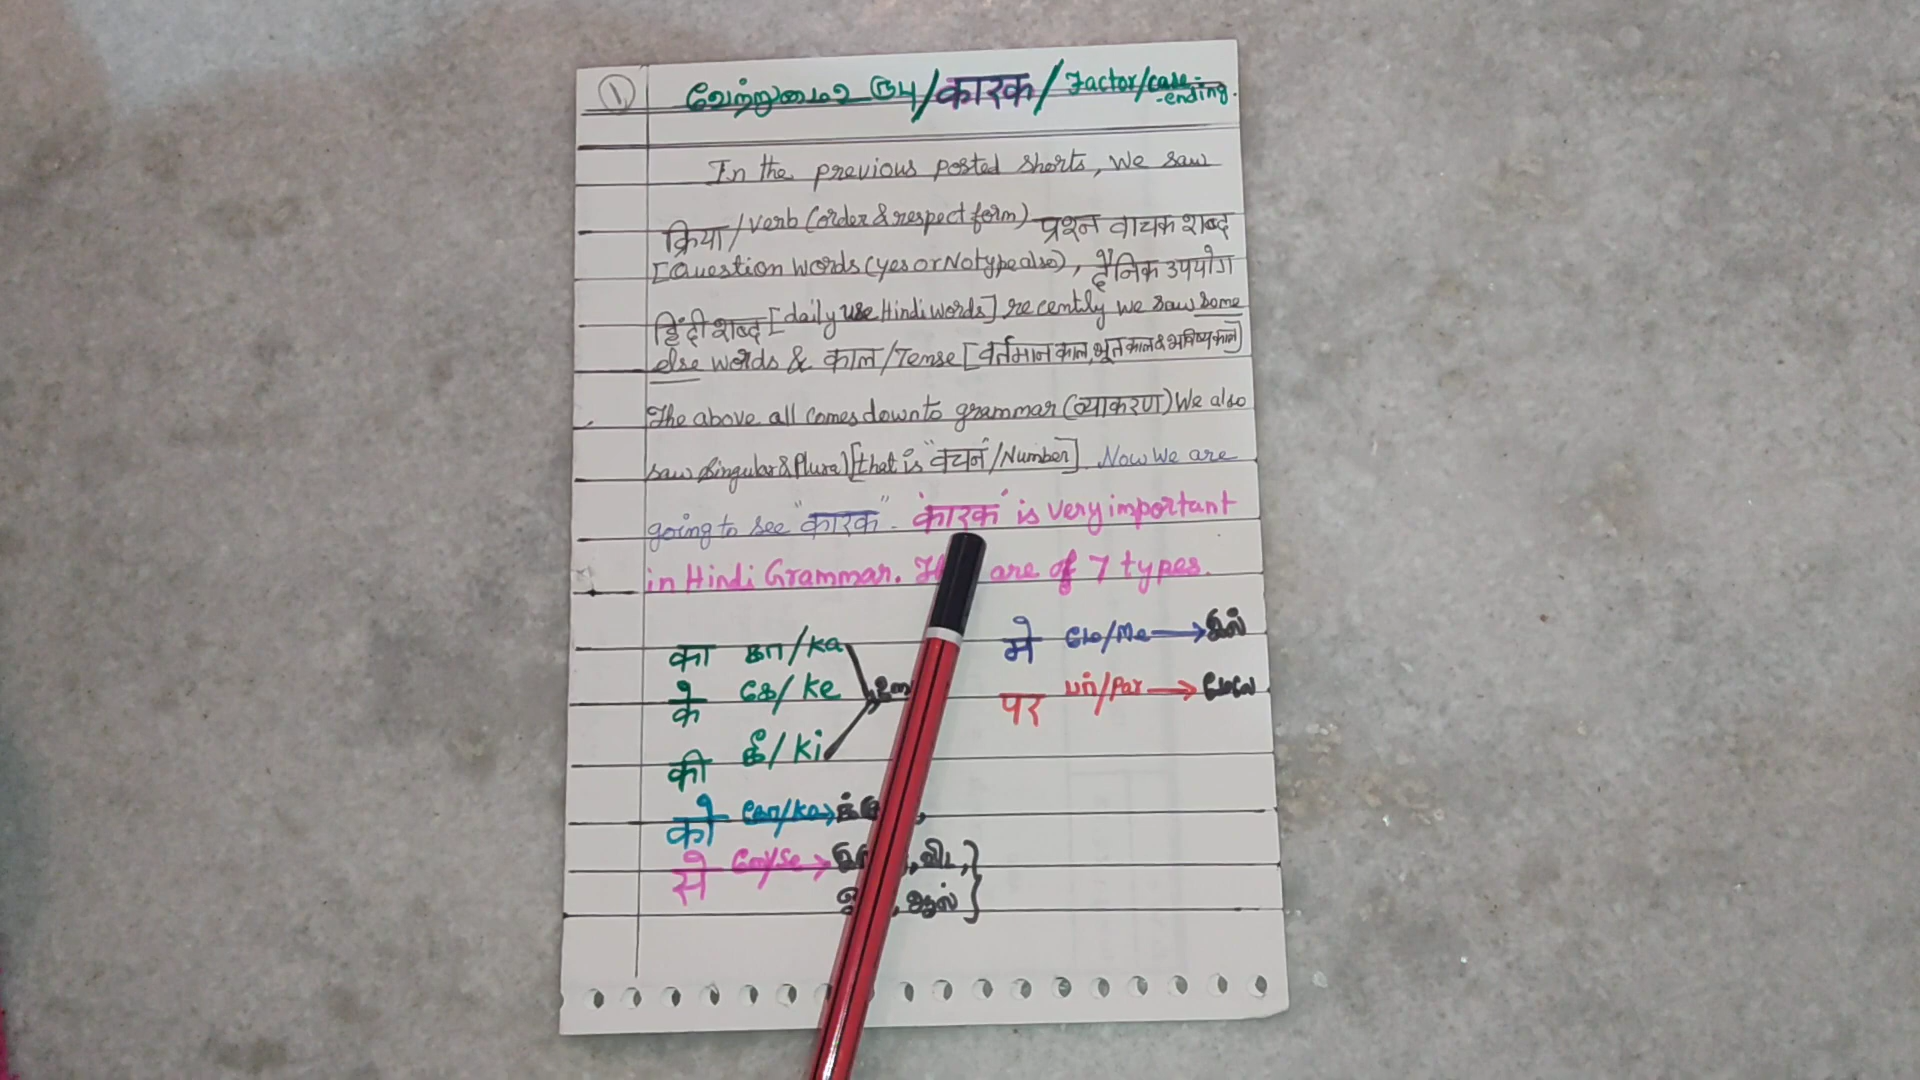 १
வேற்றுமை உருபு/कारक/Factor/case-
-ending.
In the previous posted shorts, We saw
क्रिया/verb (order & respect form) प्रश्न वाचक शब्द
[Question words (yes or No type also), दैनिक उपयोग
हिंदी शब्द [daily use Hindi words] recently we saw some
else words & काल/Tense [वर्तमान काल, भूत काल & भविष्य काल]
The above all comes down to grammar (व्याकरण) We also
saw Singular & Plural [that is "वचन"/Number]. Now We are
going to see "कारक". 'कारक' is very important
in Hindi Grammar. are of 7 types.
का கா/ka
के கே/ke
की கீ/ki
को கோ/ko→
से ஸே/Se→ , விட,
, ஆல்
मे மே/Me→இல்
पर பர்/Par→மேலே